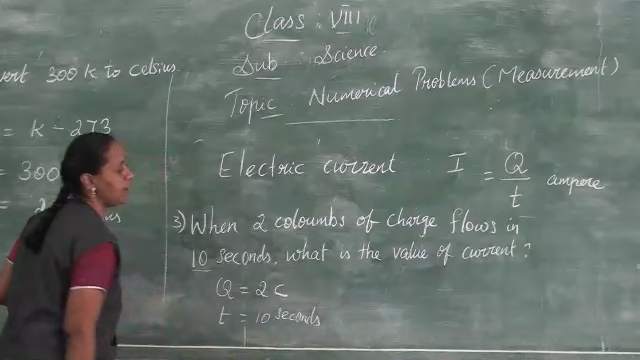 Class : VIII
Sub : Science.
Topic : Numerical Problems (Measurement)
vert 300 K to Celsius.
= K - 273
= 300
=
Electric current I = Q/t ampere
3) When 2 coloumbs of charge flows in
10 seconds, what is the value of current?
Q = 2 C
t = 10 seconds